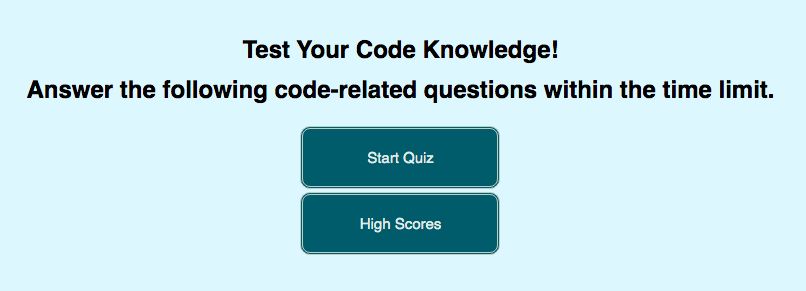 Test Your Code Knowledge!
Answer the following code-related questions within the time limit.
Start Quiz
High Scores